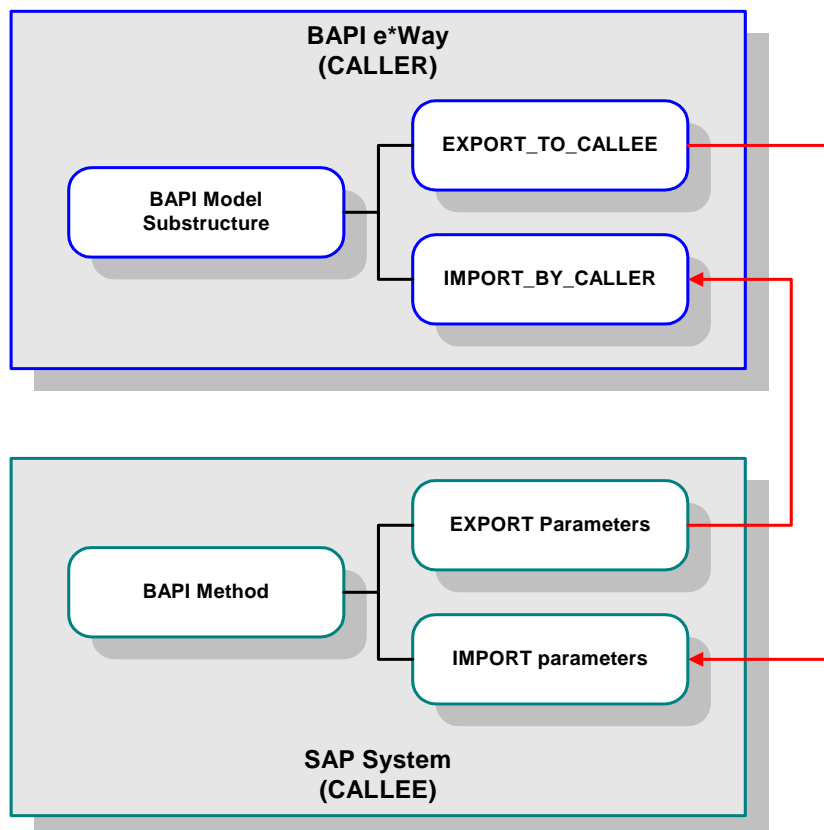 BAPI e*Way
(CALLER)
EXPORT_TO_CALLEE
BAPI Model
Substructure
IMPORT_BY_CALLER
EXPORT Parameters
BAPI Method
IMPORT parameters
SAP System
(CALLEE)